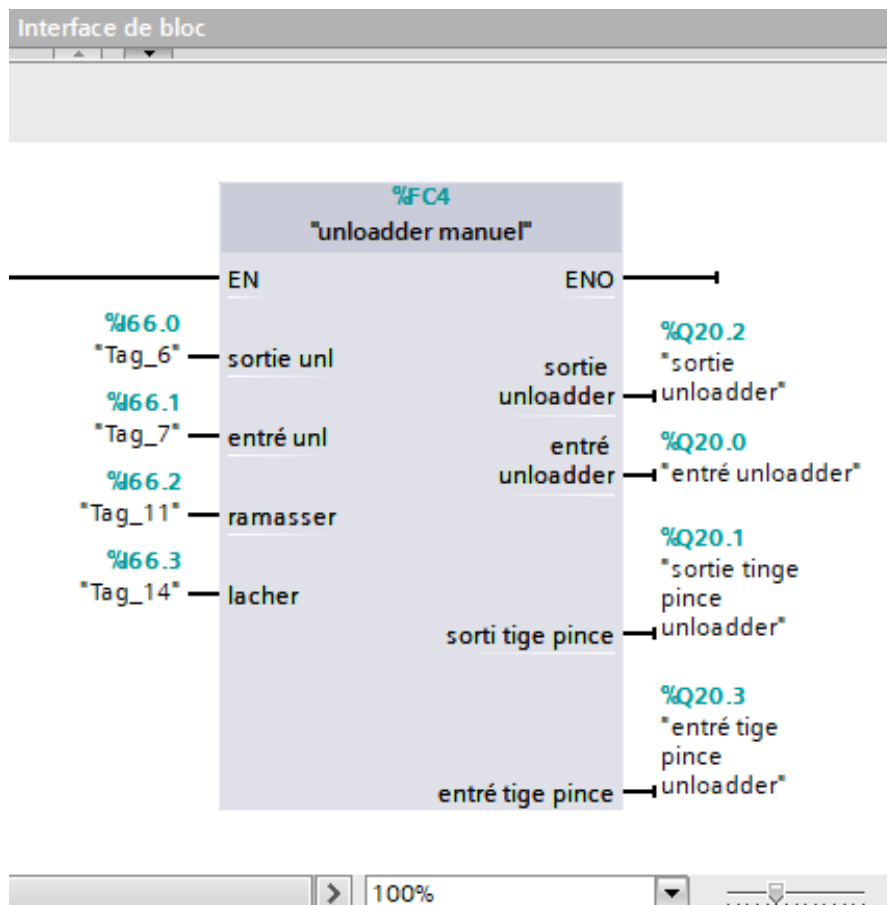 Interface de bloc
%FC4
"unloadder manuel"
EN
ENO
%I66.0
"Tag_6"
sortie unl
%I66.1
"Tag_7"
entré unl
%I66.2
"Tag_11"
ramasser
%I66.3
"Tag_14"
lacher
sortie
unloadder
%Q20.2
"sortie
unloadder"
entré
unloadder
%Q20.0
"entré unloadder"
sorti tige pince
%Q20.1
"sortie tinge
pince
unloadder"
entré tige pince
%Q20.3
"entré tige
pince
unloadder"
100%